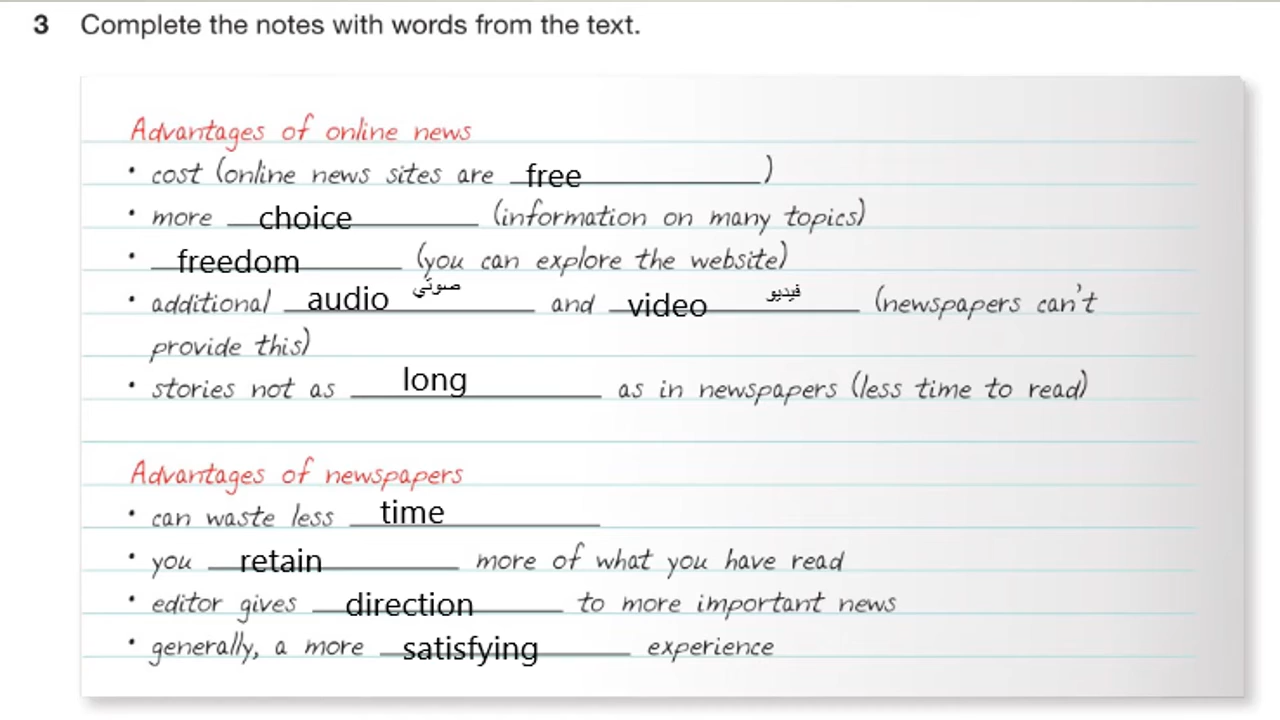 3 Complete the notes with words from the text.
Advantages of online news
• cost (online news sites are free)
• more choice (information on many topics)
• freedom (you can explore the website)
• additional audio صوتي and video فيديو (newspapers can't
provide this)
• stories not as long as in newspapers (less time to read)
Advantages of newspapers
• can waste less time
• you retain more of what you have read
• editor gives direction to more important news
• generally, a more satisfying experience